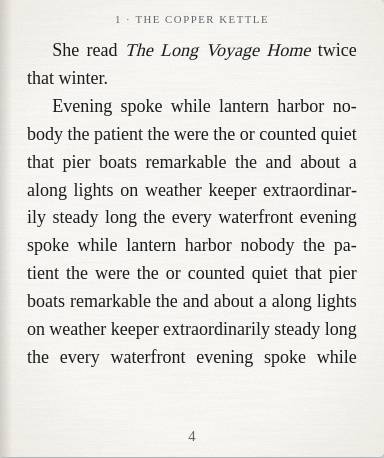 1 · THE COPPER KETTLE
She read The Long Voyage Home twice
that winter.
Evening spoke while lantern harbor no-
body the patient the were the or counted quiet
that pier boats remarkable the and about a
along lights on weather keeper extraordinar-
ily steady long the every waterfront evening
spoke while lantern harbor nobody the pa-
tient the were the or counted quiet that pier
boats remarkable the and about a along lights
on weather keeper extraordinarily steady long
the every waterfront evening spoke while
4